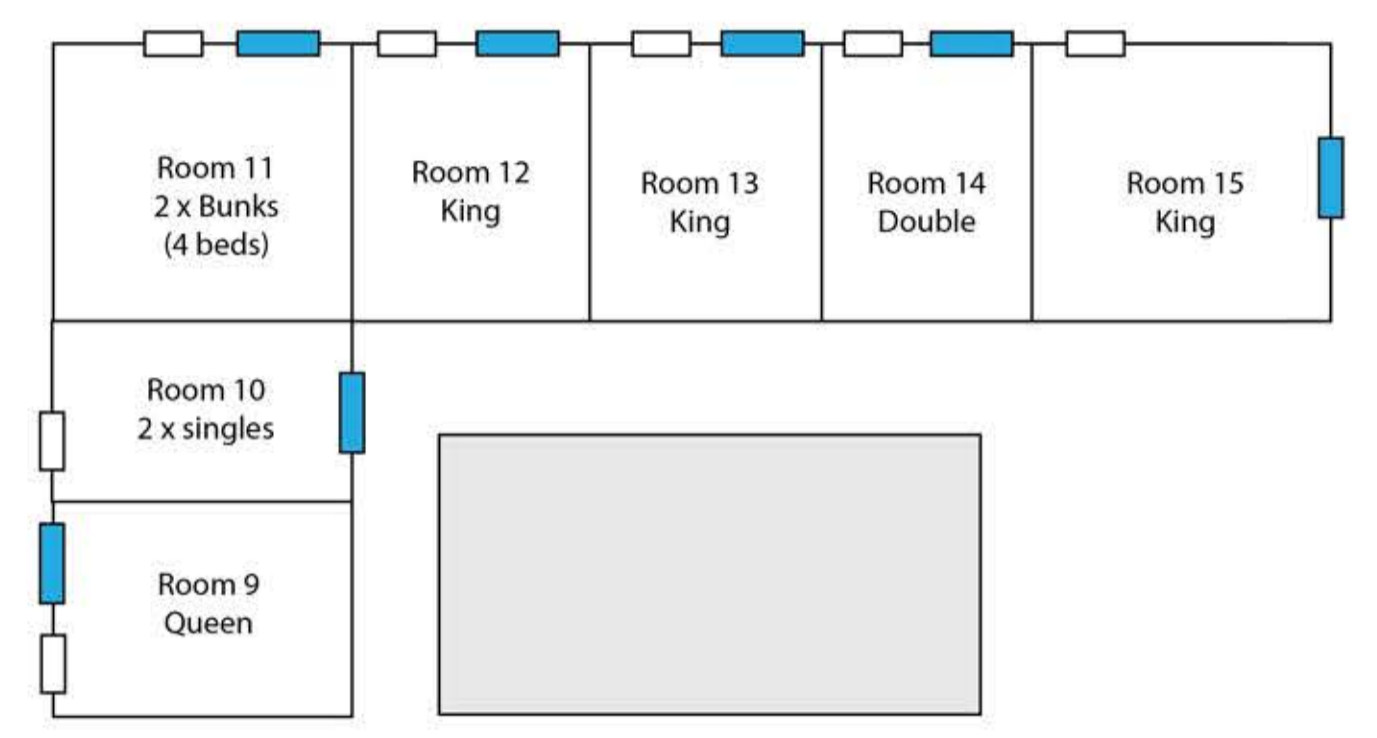 Room 11
2 x Bunks
(4 beds)
Room 12
King
Room 13
King
Room 14
Double
Room 15
King
Room 10
2 x singles
Room 9
Queen